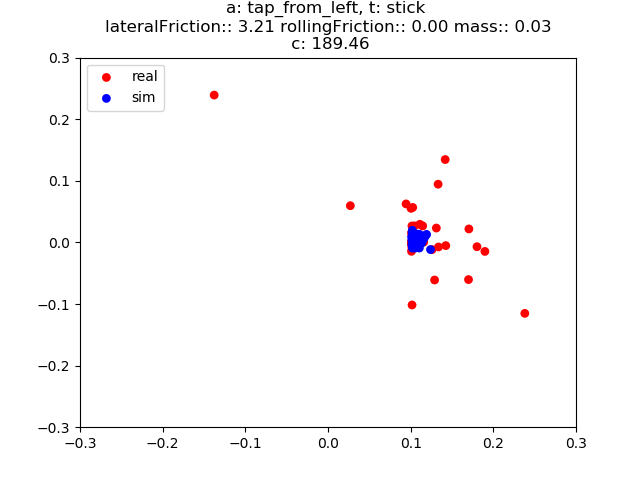 a: tap_from_left, t: stick
lateralFriction:: 3.21 rollingFriction:: 0.00 mass:: 0.03
c: 189.46
real
sim
0.3
0.2
0.1
0.0
−0.1
−0.2
−0.3
−0.3 −0.2 −0.1 0.0 0.1 0.2 0.3